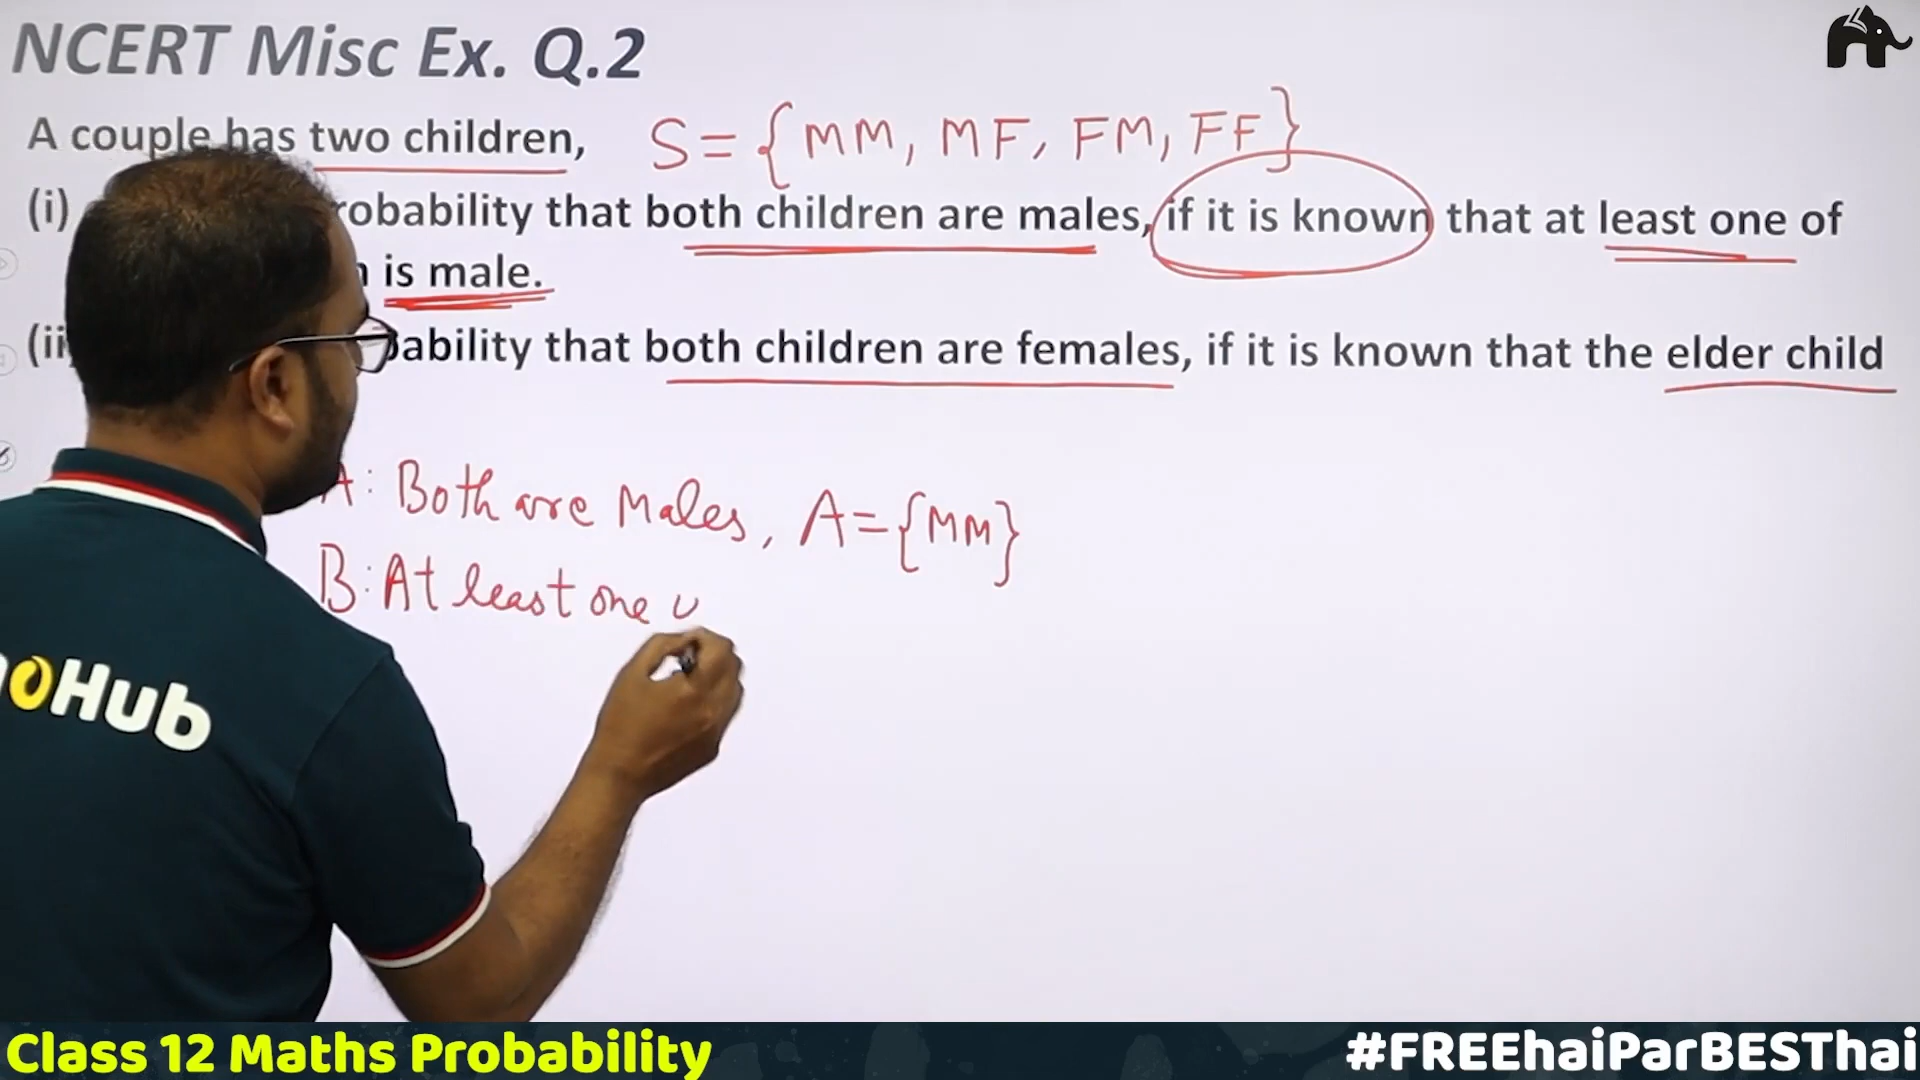 NCERT Misc Ex. Q.2
A couple has two children, S = {MM, MF, FM, FF}
(i) robability that both children are males, if it is known that at least one of
is male.
(ii bability that both children are females, if it is known that the elder child
A: Both are Males, A = {MM}
B: At least one
oHub
Class 12 Maths Probability
#FREEhaiParBESThai